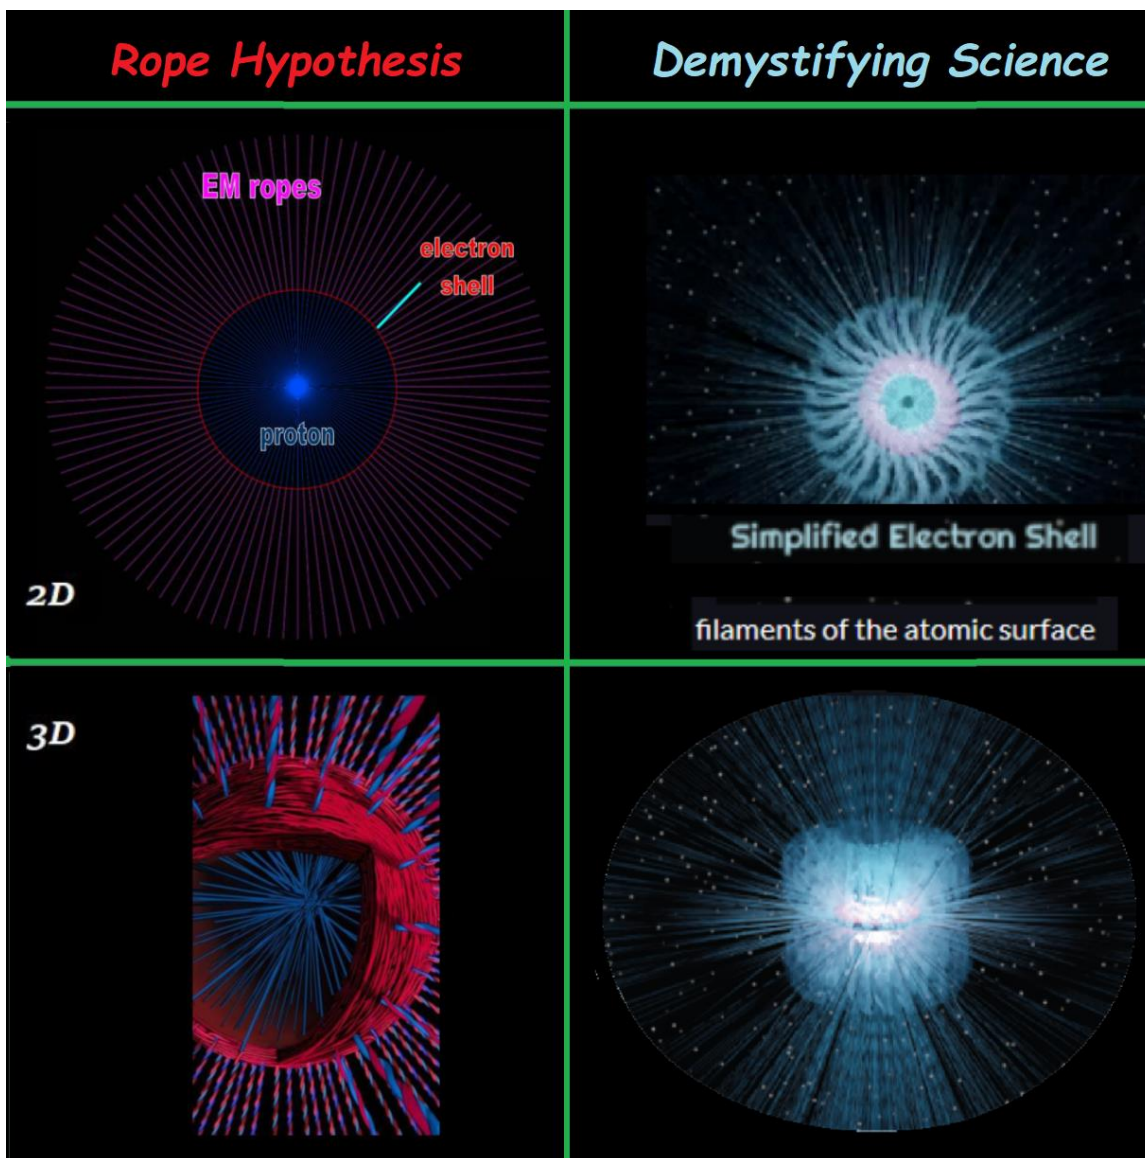 Rope Hypothesis
Demystifying Science
EM ropes
electron
shell
proton
2D
Simplified Electron Shell
filaments of the atomic surface
3D